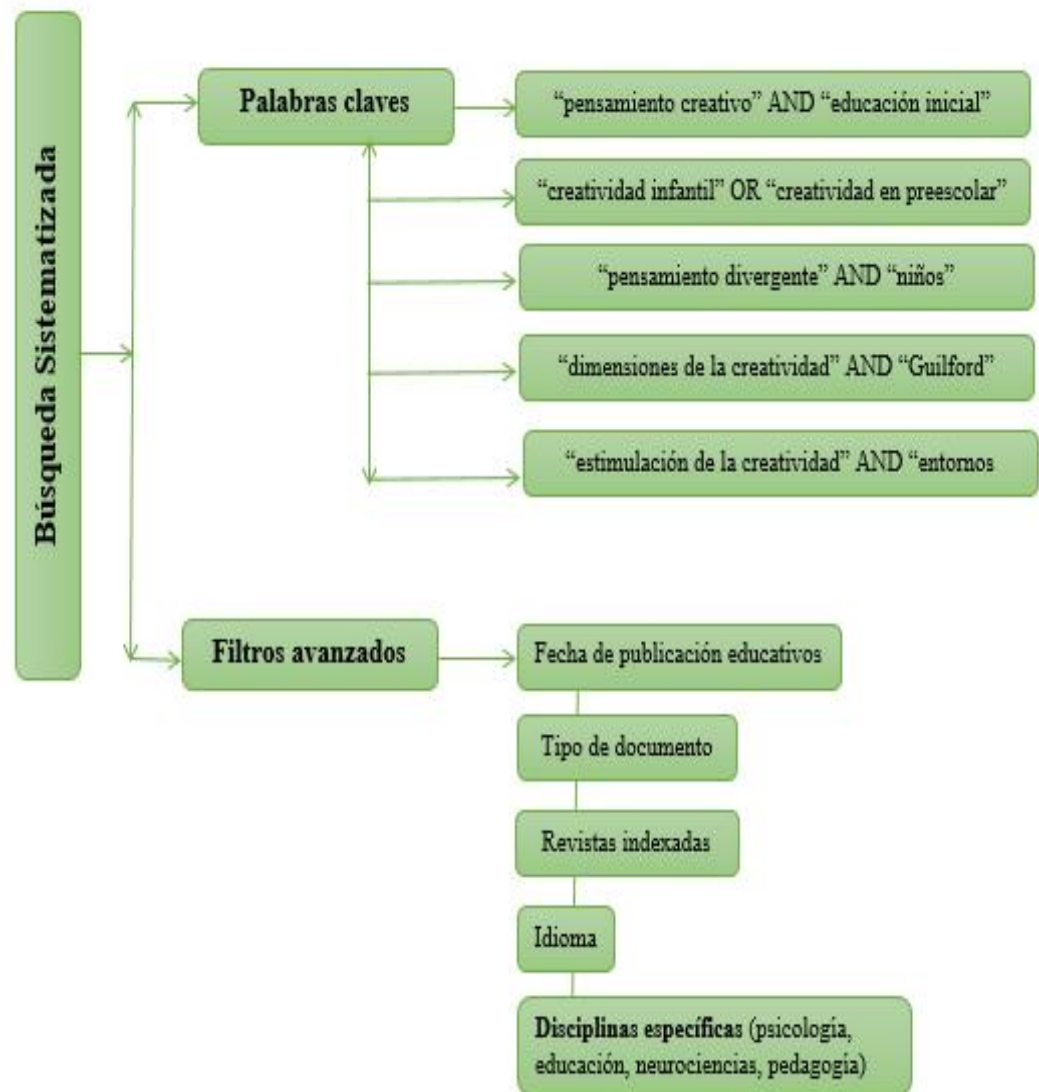 Búsqueda Sistematizada
Palabras claves
“pensamiento creativo” AND “educación inicial”
“creatividad infantil” OR “creatividad en preescolar”
“pensamiento divergente” AND “niños”
“dimensiones de la creatividad” AND “Guilford”
“estimulación de la creatividad” AND “entornos
Filtros avanzados
Fecha de publicación educativos
Tipo de documento
Revistas indexadas
Idioma
Disciplinas específicas (psicología,
educación, neurociencias, pedagogía)